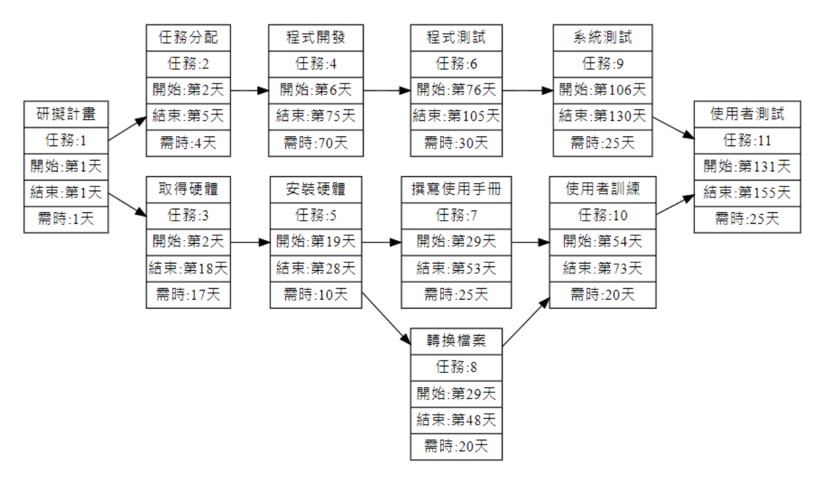 研擬計畫
任務:1
開始:第1天
結束:第1天
需時:1天
任務分配
任務:2
開始:第2天
結束:第5天
需時:4天
程式開發
任務:4
開始:第6天
結束:第75天
需時:70天
程式測試
任務:6
開始:第76天
結束:第105天
需時:30天
系統測試
任務:9
開始:第106天
結束:第130天
需時:25天
使用者測試
任務:11
開始:第131天
結束:第155天
需時:25天
取得硬體
任務:3
開始:第2天
結束:第18天
需時:17天
安裝硬體
任務:5
開始:第19天
結束:第28天
需時:10天
撰寫使用手冊
任務:7
開始:第29天
結束:第53天
需時:25天
使用者訓練
任務:10
開始:第54天
結束:第73天
需時:20天
轉換檔案
任務:8
開始:第29天
結束:第48天
需時:20天